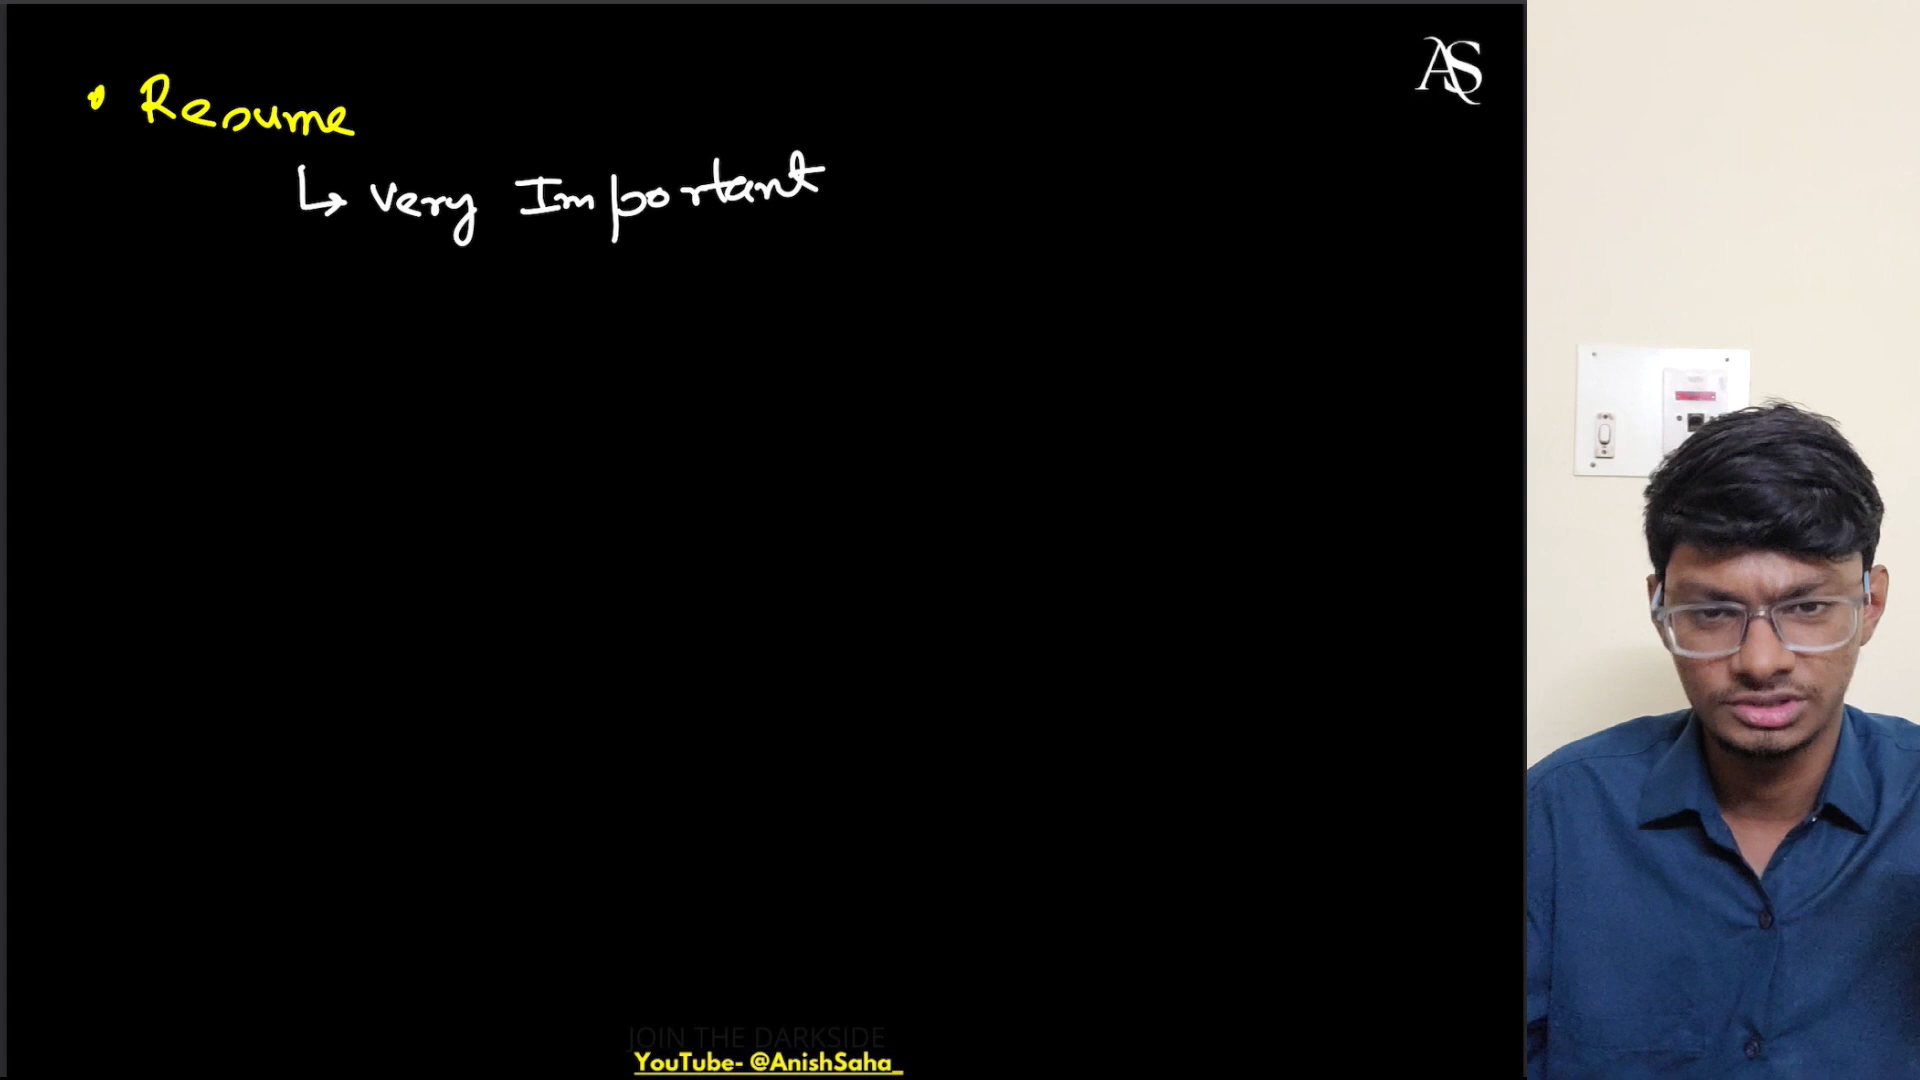 • Resume
AS
↳ very Important
JOIN THE DARKSIDE
YouTube- @AnishSaha_